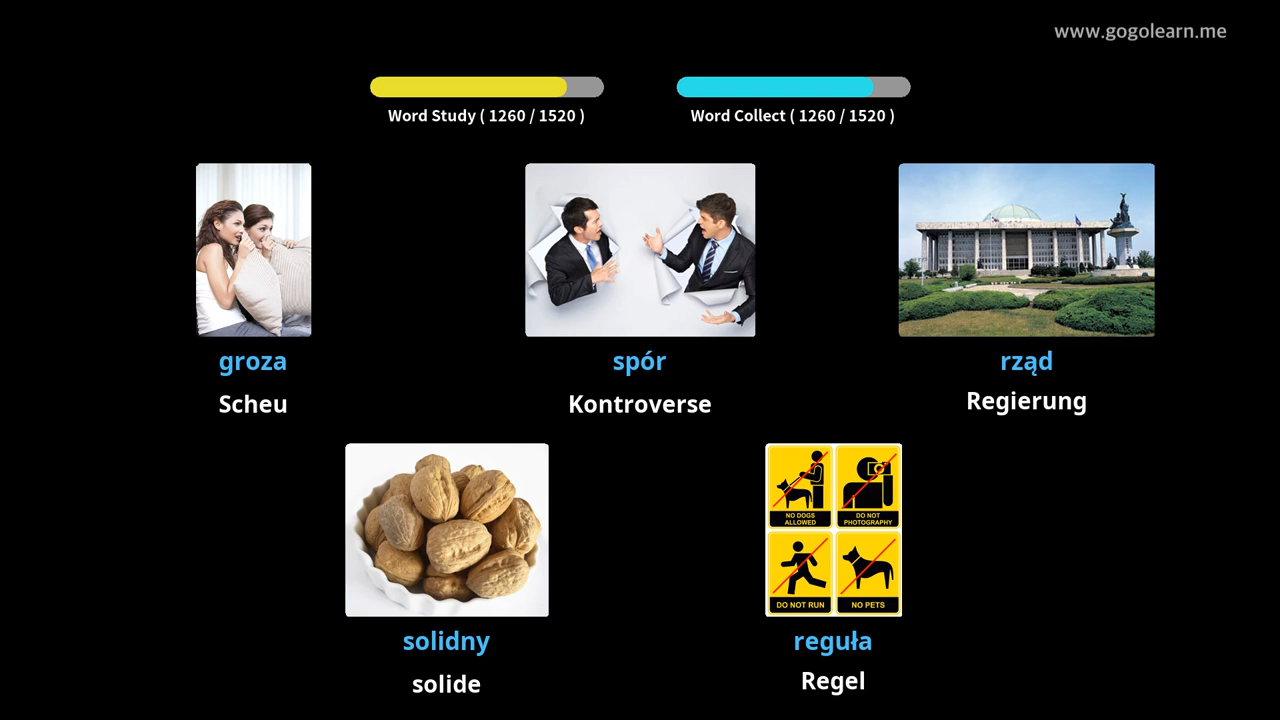 www.gogolearn.me
Word Study ( 1260 / 1520 )
Word Collect ( 1260 / 1520 )
groza
Scheu
spór
Kontroverse
rząd
Regierung
solidny
solide
NO DOGS
ALLOWED
DO NOT
PHOTOGRAPHY
DO NOT RUN
NO PETS
reguła
Regel